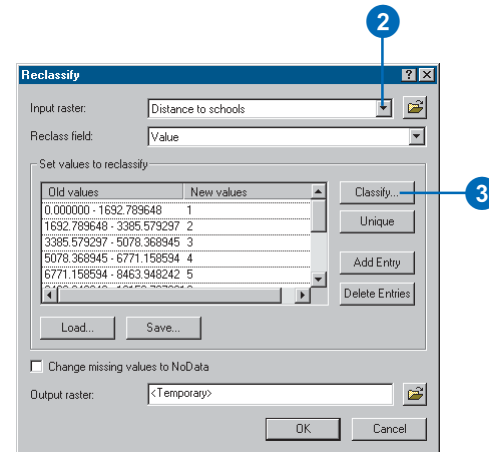 2
Reclassify
Input raster: Distance to schools
Reclass field: Value
Set values to reclassify
Old values New values
0.000000 - 1692.789648 1
1692.789648 - 3385.579297 2
3385.579297 - 5078.368945 3
5078.368945 - 6771.158594 4
6771.158594 - 8463.948242 5
Classify...
3
Unique
Add Entry
Delete Entries
Load... Save...
Change missing values to NoData
Output raster: <Temporary>
OK Cancel